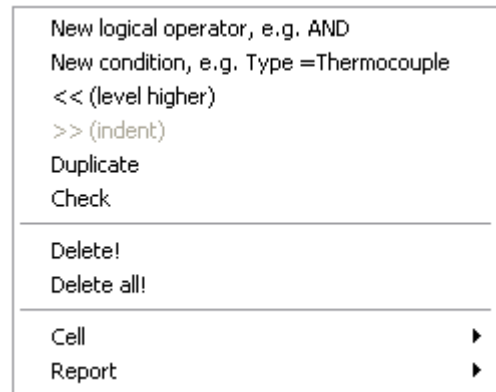 New logical operator, e.g. AND
New condition, e.g. Type =Thermocouple
<< (level higher)
>> (indent)
Duplicate
Check
Delete!
Delete all!
Cell
Report